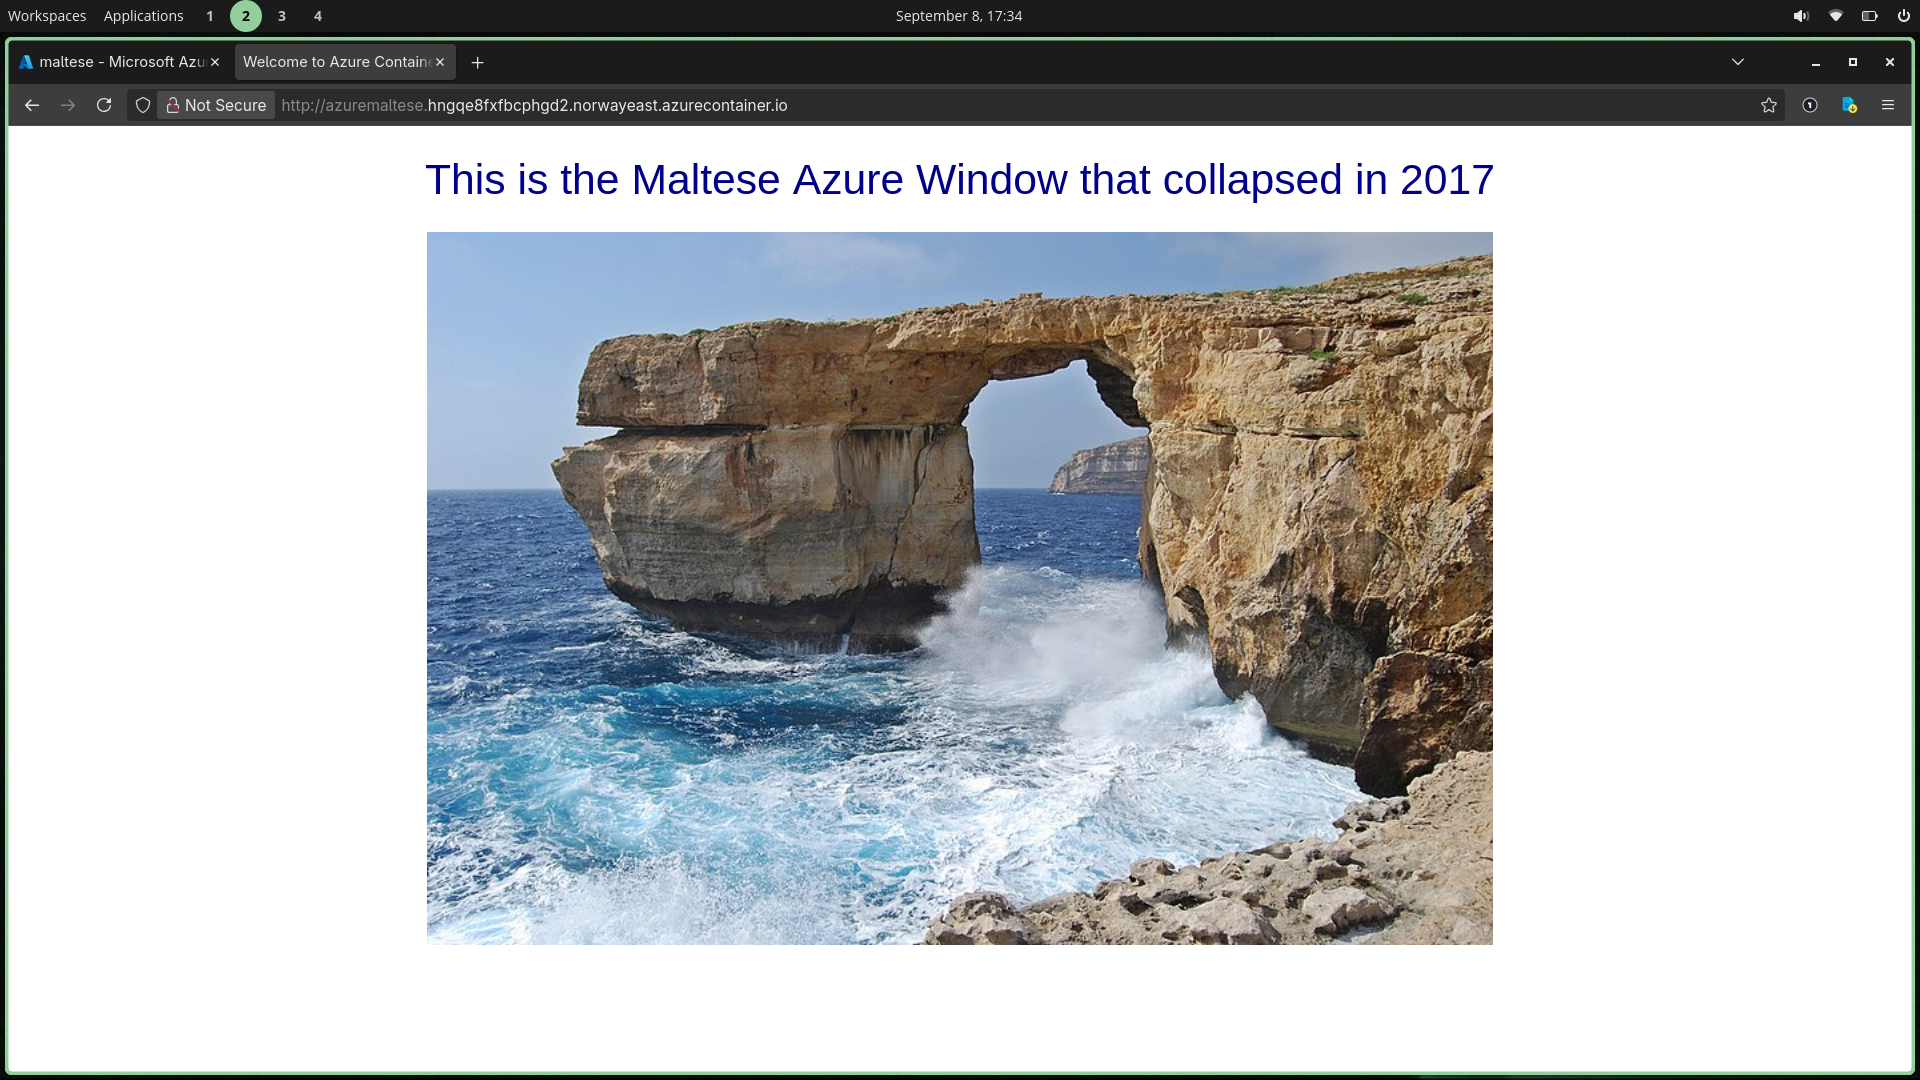 Workspaces Applications 1 2 3 4 September 8, 17:34
maltese - Microsoft Azu Welcome to Azure Containe
Not Secure http://azuremaltese.hngqe8fxfbcphgd2.norwayeast.azurecontainer.io
This is the Maltese Azure Window that collapsed in 2017